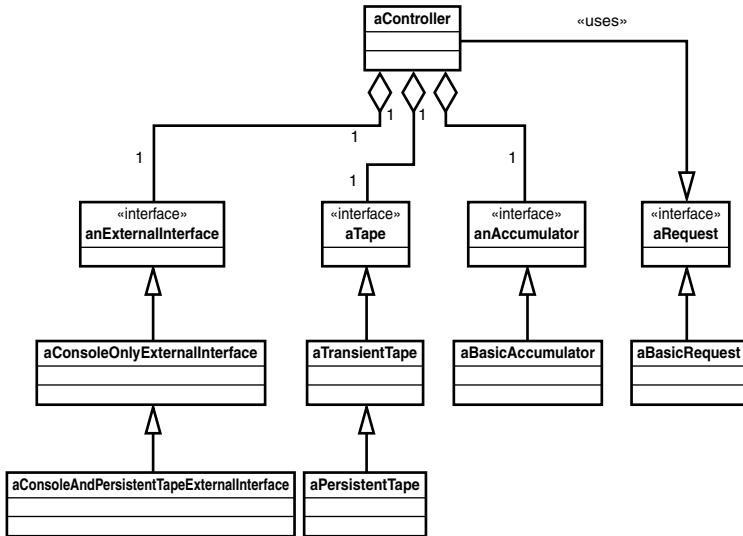 aController
«uses»
1
1
1
1
1
1
«interface»
anExternalInterface
«interface»
aTape
«interface»
anAccumulator
«interface»
aRequest
aConsoleOnlyExternalInterface
aTransientTape
aBasicAccumulator
aBasicRequest
aConsoleAndPersistentTapeExternalInterface
aPersistentTape